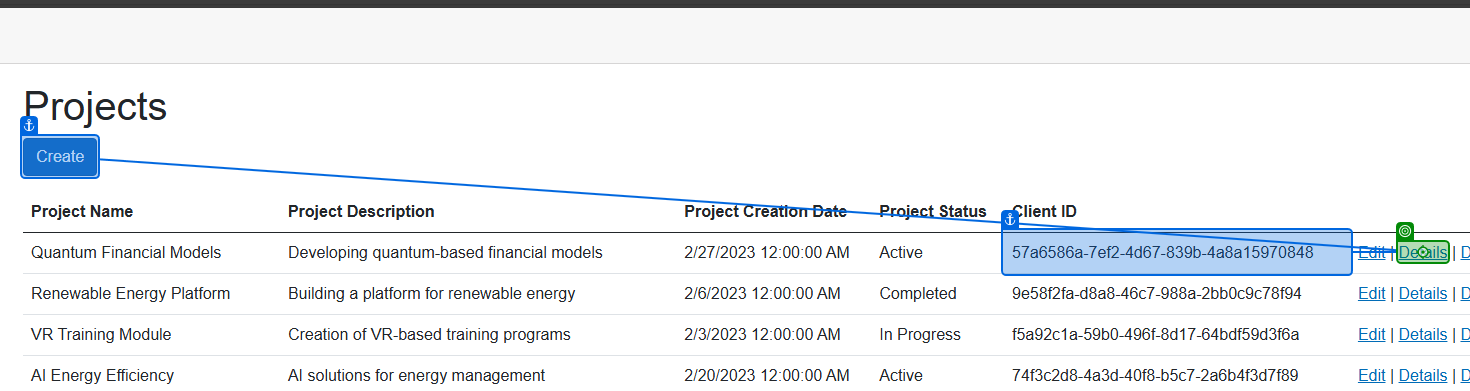 Projects
Create
Project Name Project Description Project Creation Date Project Status Client ID
Quantum Financial Models Developing quantum-based financial models 2/27/2023 12:00:00 AM Active 57a6586a-7ef2-4d67-839b-4a8a15970848 Edit | Details | D
Renewable Energy Platform Building a platform for renewable energy 2/6/2023 12:00:00 AM Completed 9e58f2fa-d8a8-46c7-988a-2bb0c9c78f94 Edit | Details | D
VR Training Module Creation of VR-based training programs 2/3/2023 12:00:00 AM In Progress f5a92c1a-59b0-496f-8d17-64bdf59d3f6a Edit | Details | D
AI Energy Efficiency AI solutions for energy management 2/20/2023 12:00:00 AM Active 74f3c2d8-4a3d-40f8-b5c7-2a6b4f3d7f89 Edit | Details | D